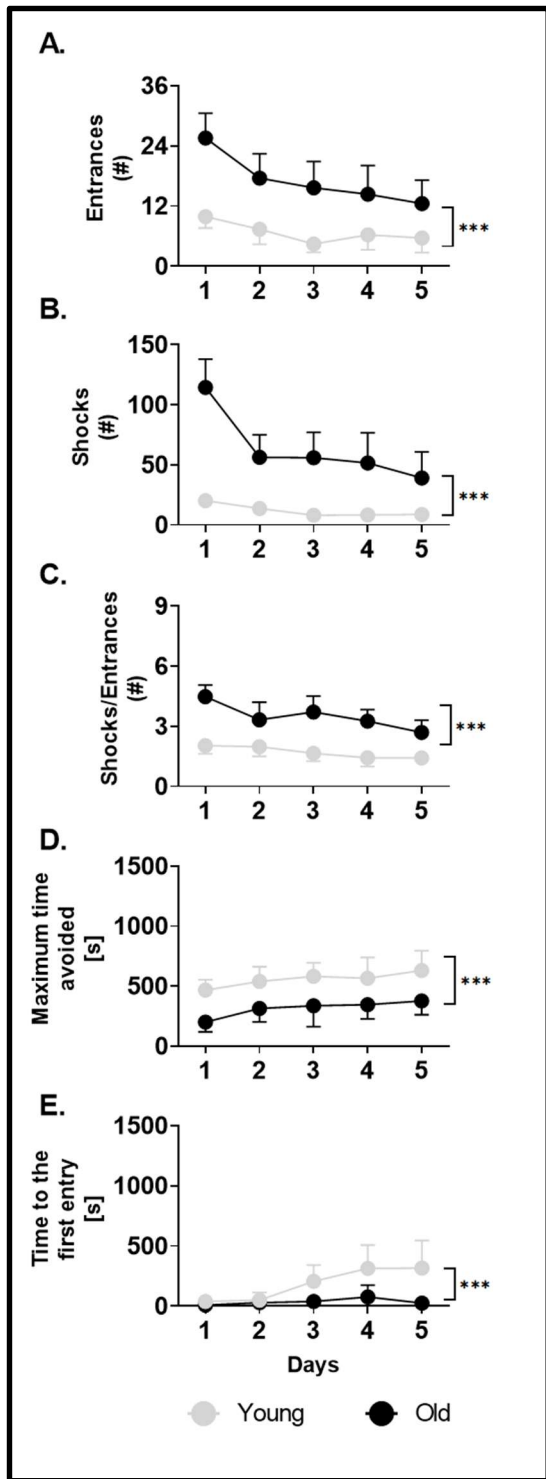 A.
Entrances
(#)
36
24
12
0
***
1 2 3 4 5
B.
Shocks
(#)
150
100
50
0
***
1 2 3 4 5
C.
Shocks/Entrances
(#)
9
6
3
0
***
1 2 3 4 5
D.
Maximum time
avoided
[s]
1500
1000
500
0
***
1 2 3 4 5
E.
Time to the
first entry
[s]
1500
1000
500
0
***
1 2 3 4 5
Days
Young Old